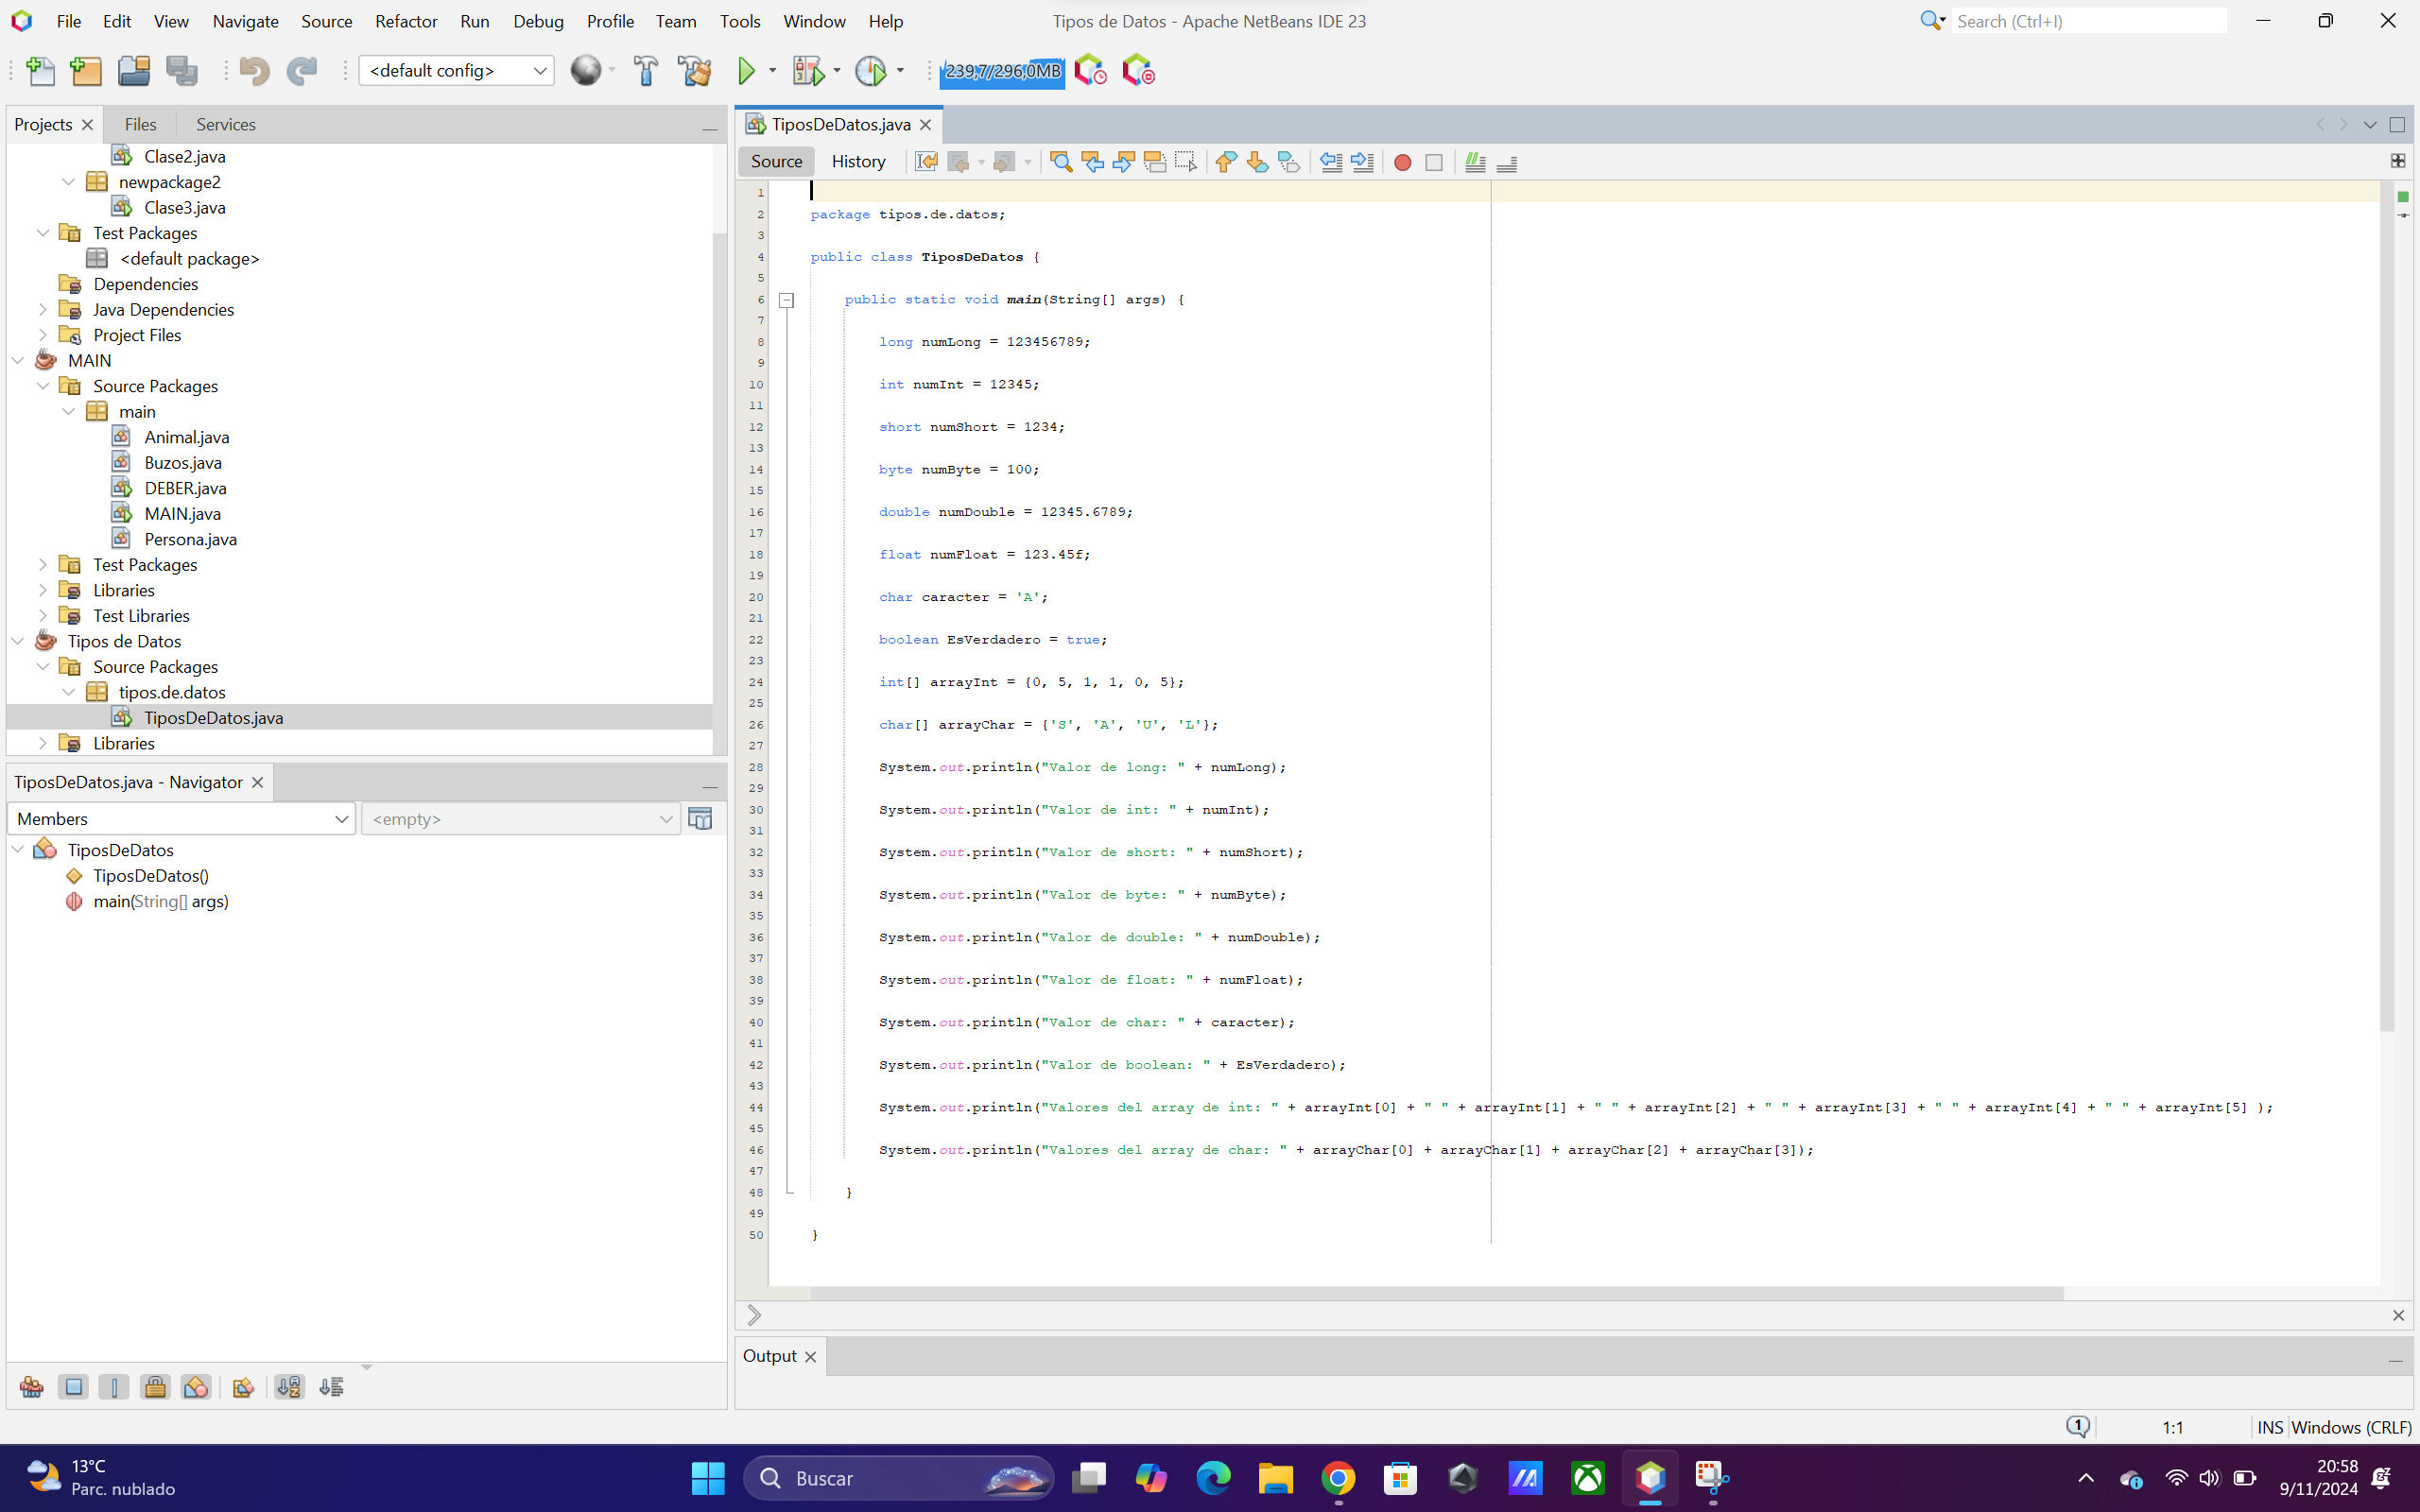 File Edit View Navigate Source Refactor Run Debug Profile Team Tools Window Help
Tipos de Datos - Apache NetBeans IDE 23
Search (Ctrl+I)
<default config>
239,7/296,0MB
Projects Files Services
Clase2.java
newpackage2
Clase3.java
Test Packages
<default package>
Dependencies
Java Dependencies
Project Files
MAIN
Source Packages
main
Animal.java
Buzos.java
DEBER.java
MAIN.java
Persona.java
Test Packages
Libraries
Test Libraries
Tipos de Datos
Source Packages
tipos.de.datos
TiposDeDatos.java
Libraries
TiposDeDatos.java - Navigator
Members
<empty>
TiposDeDatos
TiposDeDatos()
main(String[] args)
TiposDeDatos.java
Source History
1
2 package tipos.de.datos;
3
4 public class TiposDeDatos {
5
6 public static void main(String[] args) {
7
8 long numLong = 123456789;
9
10 int numInt = 12345;
11
12 short numShort = 1234;
13
14 byte numByte = 100;
15
16 double numDouble = 12345.6789;
17
18 float numFloat = 123.45f;
19
20 char caracter = 'A';
21
22 boolean EsVerdadero = true;
23
24 int[] arrayInt = {0, 5, 1, 1, 0, 5};
25
26 char[] arrayChar = {'S', 'A', 'U', 'L'};
27
28 System.out.println("Valor de long: " + numLong);
29
30 System.out.println("Valor de int: " + numInt);
31
32 System.out.println("Valor de short: " + numShort);
33
34 System.out.println("Valor de byte: " + numByte);
35
36 System.out.println("Valor de double: " + numDouble);
37
38 System.out.println("Valor de float: " + numFloat);
39
40 System.out.println("Valor de char: " + caracter);
41
42 System.out.println("Valor de boolean: " + EsVerdadero);
43
44 System.out.println("Valores del array de int: " + arrayInt[0] + " " + arrayInt[1] + " " + arrayInt[2] + " " + arrayInt[3] + " " + arrayInt[4] + " " + arrayInt[5] );
45
46 System.out.println("Valores del array de char: " + arrayChar[0] + arrayChar[1] + arrayChar[2] + arrayChar[3]);
47
48 }
49
50 }
Output
1
1:1
INS
Windows (CRLF)
13°C
Parc. nublado
Buscar
20:58
9/11/2024